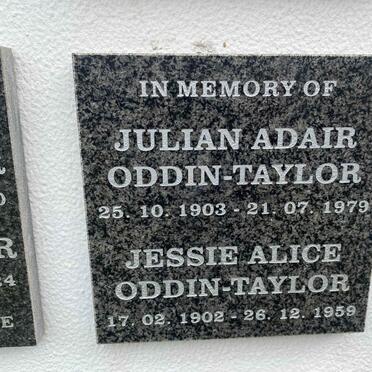 IN MEMORY OF
JULIAN ADAIR
ODDIN-TAYLOR
25. 10. 1903 - 21. 07. 1979
JESSIE ALICE
ODDIN-TAYLOR
17. 02. 1902 - 26. 12. 1959